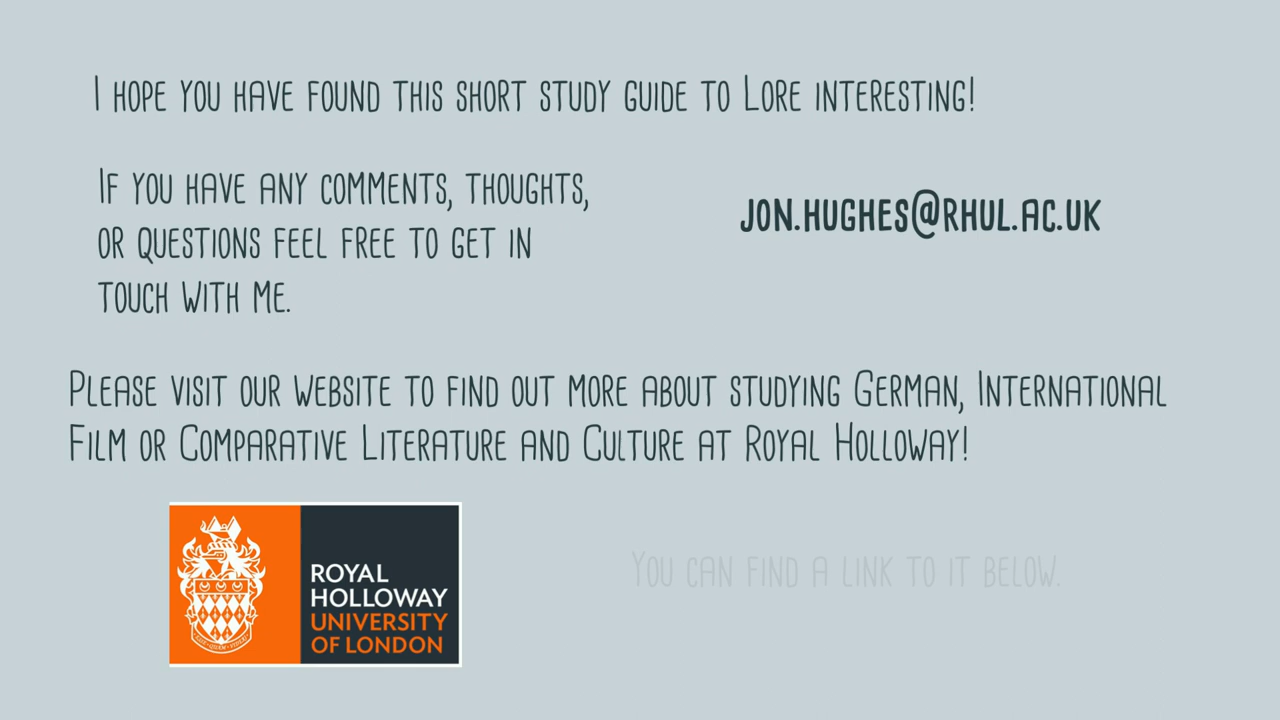 I hope you have found this short study guide to Lore interesting!
If you have any comments, thoughts,
or questions feel free to get in
touch with me.
jon.hughes@rhul.ac.uk
Please visit our website to find out more about studying German, International
Film or Comparative Literature and Culture at Royal Holloway!
ROYAL
HOLLOWAY
UNIVERSITY
OF LONDON
You can find a link to it below.